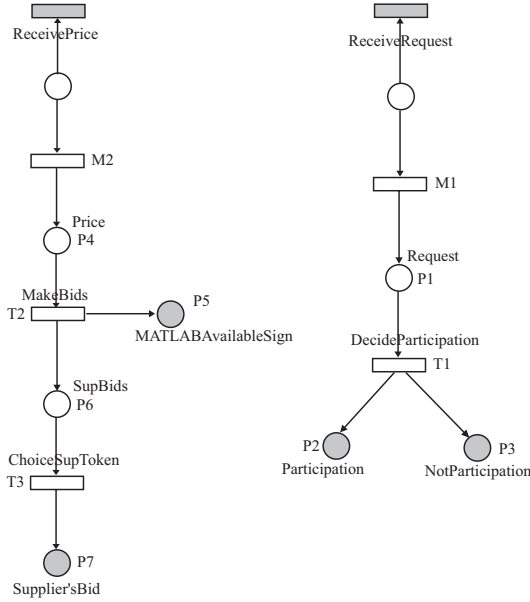 ReceivePrice
M2
Price
P4
MakeBids
T2
P5
MATLABAvailableSign
SupBids
P6
ChoiceSupToken
T3
P7
Supplier'sBid
ReceiveRequest
M1
Request
P1
DecideParticipation
T1
P2
Participation
P3
NotParticipation